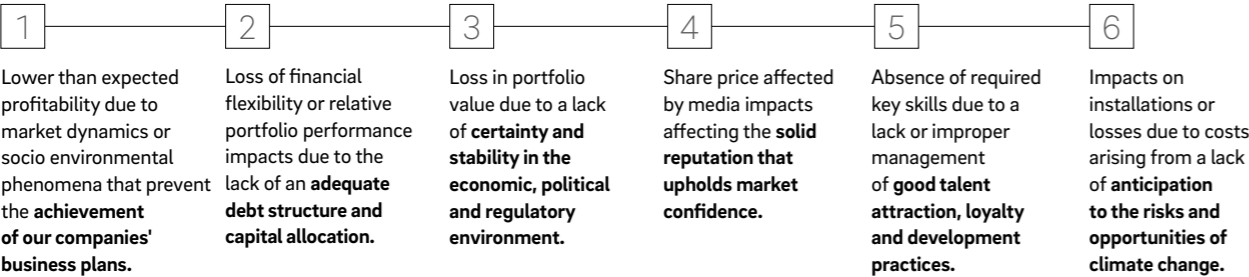 1
Lower than expected
profitability due to
market dynamics or
socio environmental
phenomena that prevent
the achievement
of our companies'
business plans.
2
Loss of financial
flexibility or relative
portfolio performance
impacts due to the
lack of an adequate
debt structure and
capital allocation.
3
Loss in portfolio
value due to a lack
of certainty and
stability in the
economic, political
and regulatory
environment.
4
Share price affected
by media impacts
affecting the solid
reputation that
upholds market
confidence.
5
Absence of required
key skills due to a
lack or improper
management
of good talent
attraction, loyalty
and development
practices.
6
Impacts on
installations or
losses due to costs
arising from a lack
of anticipation
to the risks and
opportunities of
climate change.